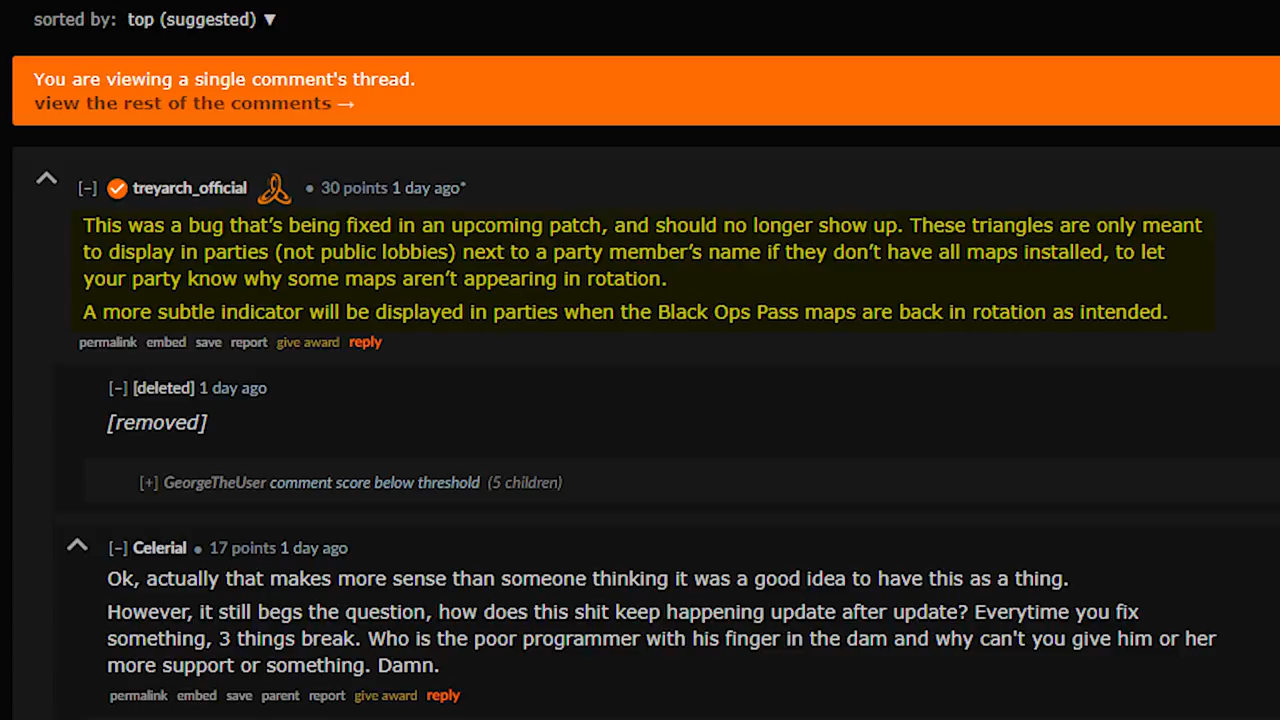 sorted by: top (suggested) ▼
You are viewing a single comment's thread.
view the rest of the comments →
[–] treyarch_official • 30 points 1 day ago*
This was a bug that’s being fixed in an upcoming patch, and should no longer show up. These triangles are only meant
to display in parties (not public lobbies) next to a party member’s name if they don’t have all maps installed, to let
your party know why some maps aren’t appearing in rotation.
A more subtle indicator will be displayed in parties when the Black Ops Pass maps are back in rotation as intended.
permalink embed save report give award reply
[–] [deleted] 1 day ago
[removed]
[+] GeorgeTheUser comment score below threshold (5 children)
[–] Celerial • 17 points 1 day ago
Ok, actually that makes more sense than someone thinking it was a good idea to have this as a thing.
However, it still begs the question, how does this shit keep happening update after update? Everytime you fix
something, 3 things break. Who is the poor programmer with his finger in the dam and why can't you give him or her
more support or something. Damn.
permalink embed save parent report give award reply